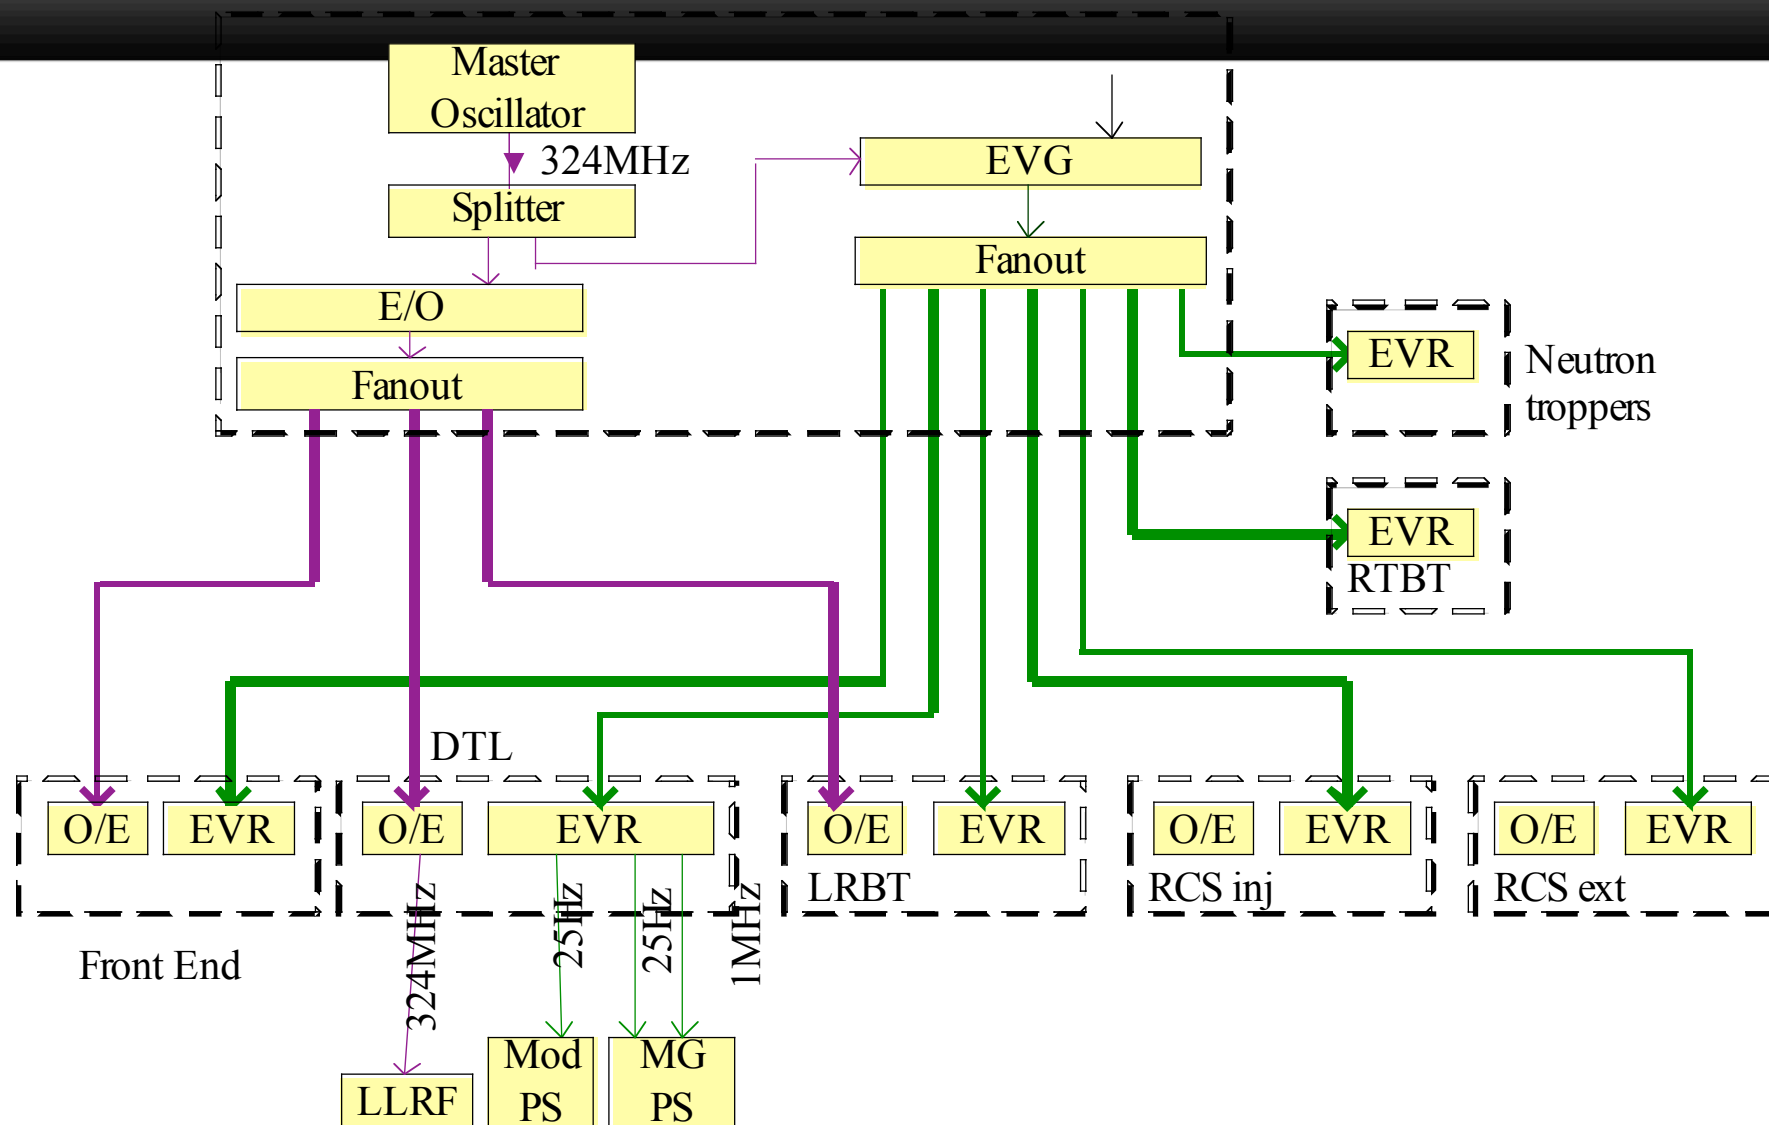 Master
Oscillator
324MHz
EVG
Splitter
Fanout
E/O
Fanout
EVR
Neutron
troppers
EVR
RTBT
DTL
O/E
EVR
O/E
EVR
O/E
EVR
O/E
EVR
O/E
EVR
LRBT
RCS inj
RCS ext
Front End
324MHz
25Hz
25Hz
1MHz
Mod
PS
MG
PS
LLRF